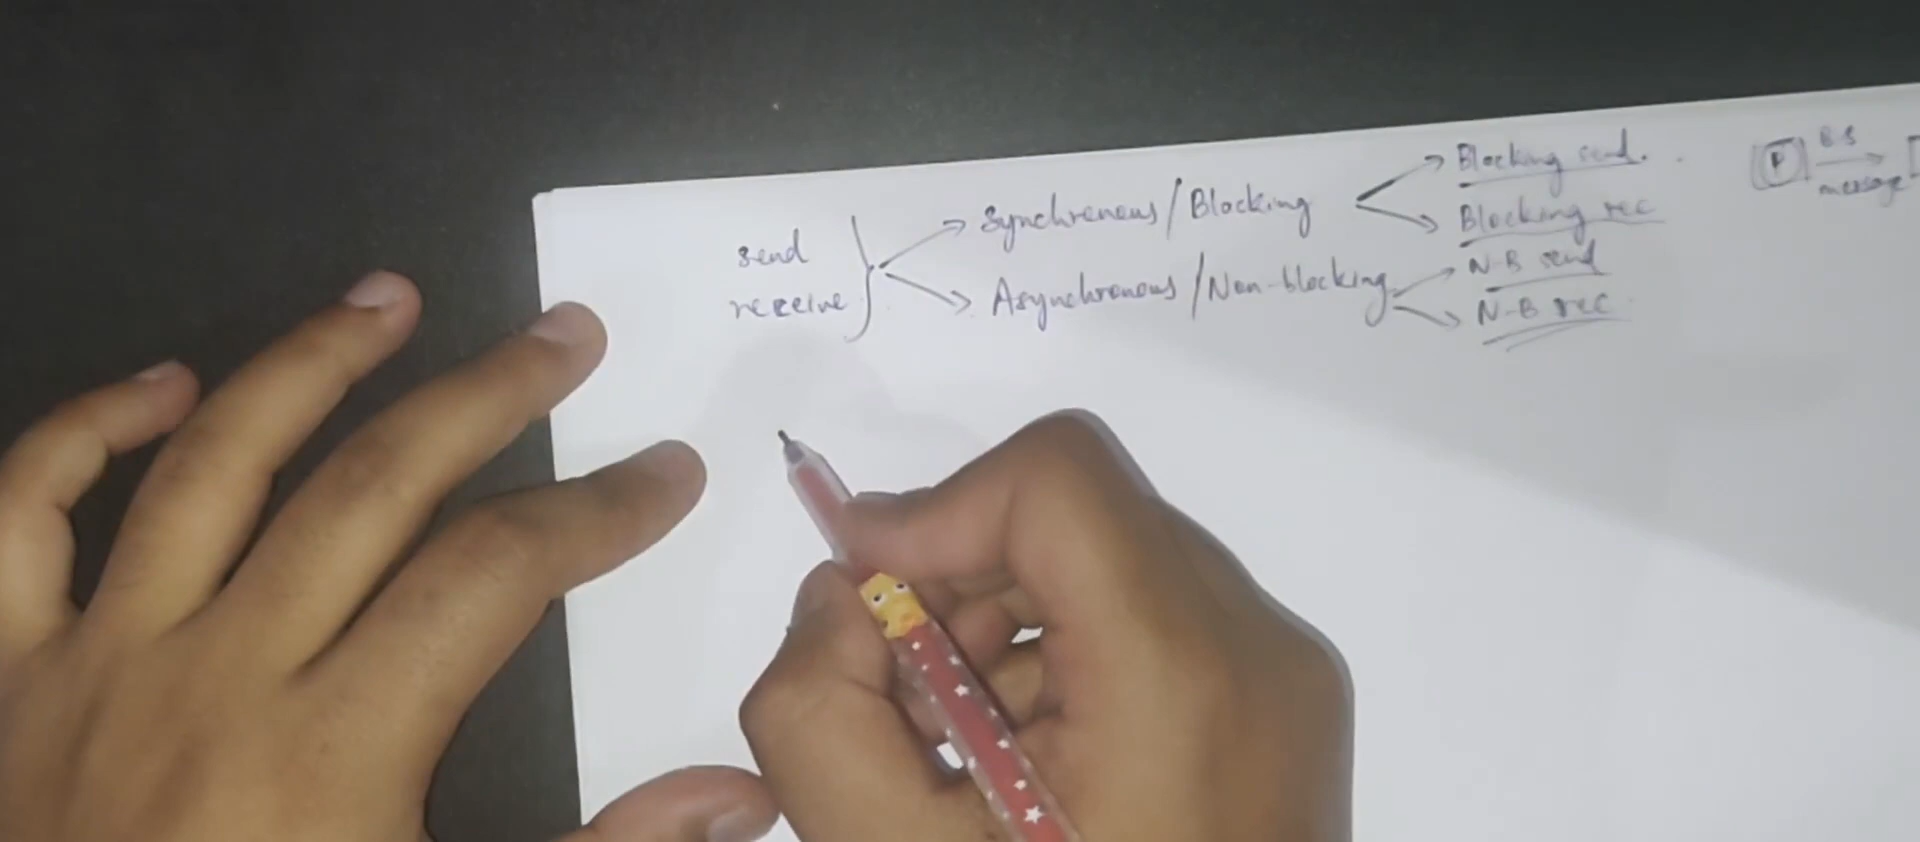 send
receive
Synchronous / Blocking
Asynchronous / Non-blocking
Blocking send.
Blocking rec
N-B send
N-B rec
P
B.S
message